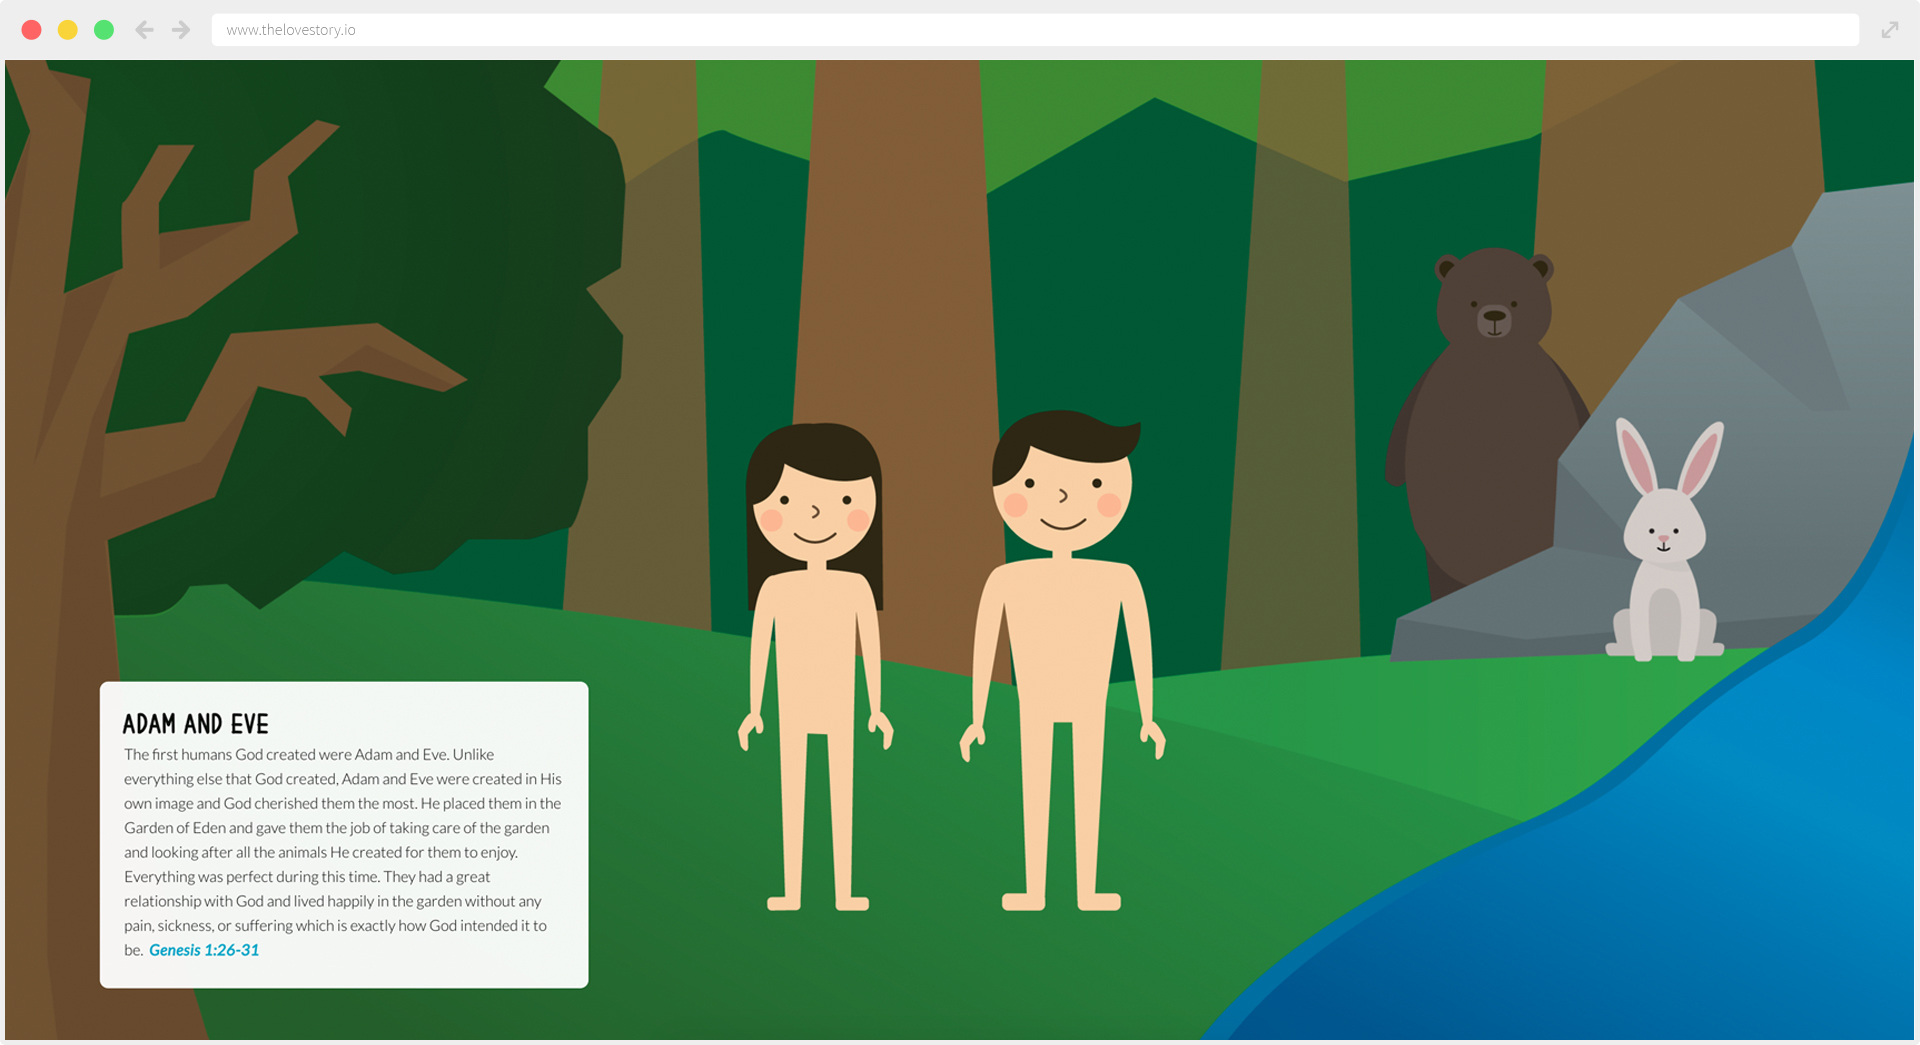 www.thelovestory.io
ADAM AND EVE
The first humans God created were Adam and Eve. Unlike
everything else that God created, Adam and Eve were created in His
own image and God cherished them the most. He placed them in the
Garden of Eden and gave them the job of taking care of the garden
and looking after all the animals He created for them to enjoy.
Everything was perfect during this time. They had a great
relationship with God and lived happily in the garden without any
pain, sickness, or suffering which is exactly how God intended it to
be. Genesis 1:26-31